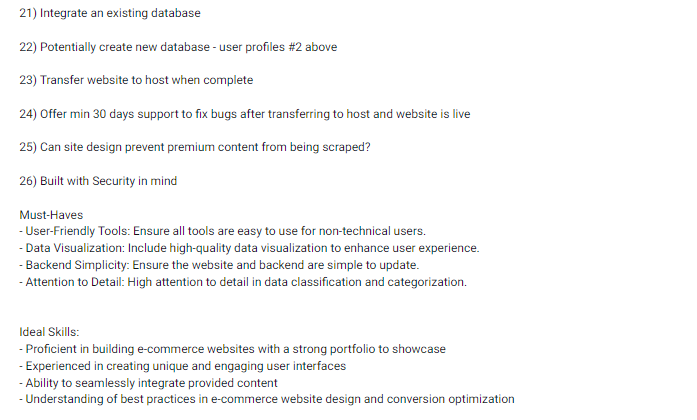 21) Integrate an existing database
22) Potentially create new database - user profiles #2 above
23) Transfer website to host when complete
24) Offer min 30 days support to fix bugs after transferring to host and website is live
25) Can site design prevent premium content from being scraped?
26) Built with Security in mind
Must-Haves
- User-Friendly Tools: Ensure all tools are easy to use for non-technical users.
- Data Visualization: Include high-quality data visualization to enhance user experience.
- Backend Simplicity: Ensure the website and backend are simple to update.
- Attention to Detail: High attention to detail in data classification and categorization.
Ideal Skills:
- Proficient in building e-commerce websites with a strong portfolio to showcase
- Experienced in creating unique and engaging user interfaces
- Ability to seamlessly integrate provided content
- Understanding of best practices in e-commerce website design and conversion optimization